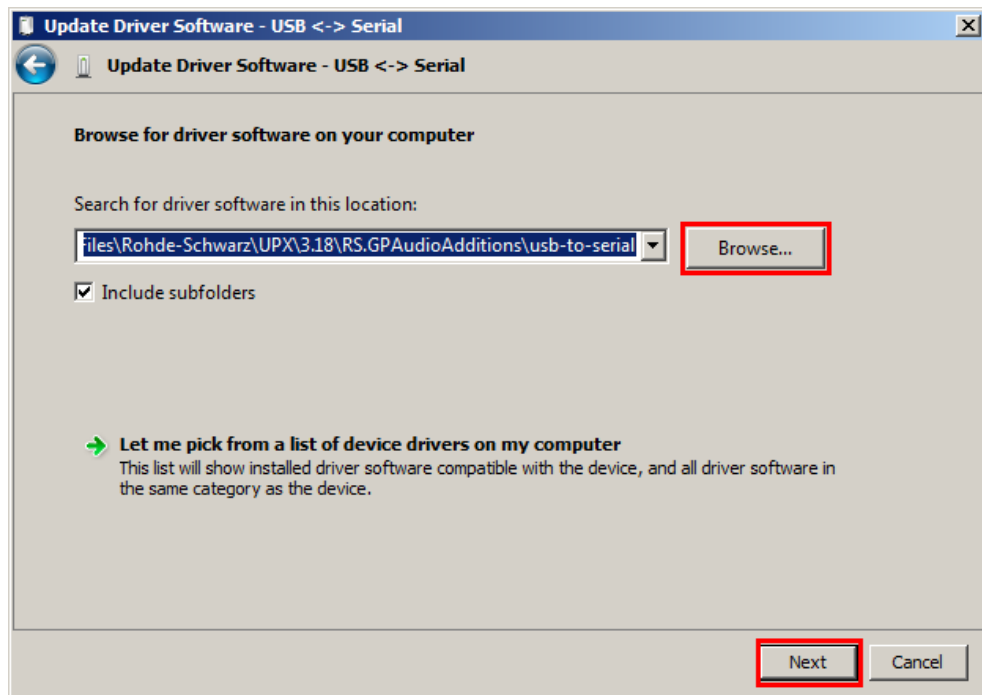 Update Driver Software - USB <-> Serial
Update Driver Software - USB <-> Serial
Browse for driver software on your computer
Search for driver software in this location:
Files\Rohde-Schwarz\UPX\3.18\RS.GPAudioAdditions\usb-to-serial
Browse...
Include subfolders
Let me pick from a list of device drivers on my computer
This list will show installed driver software compatible with the device, and all driver software in
the same category as the device.
Next
Cancel